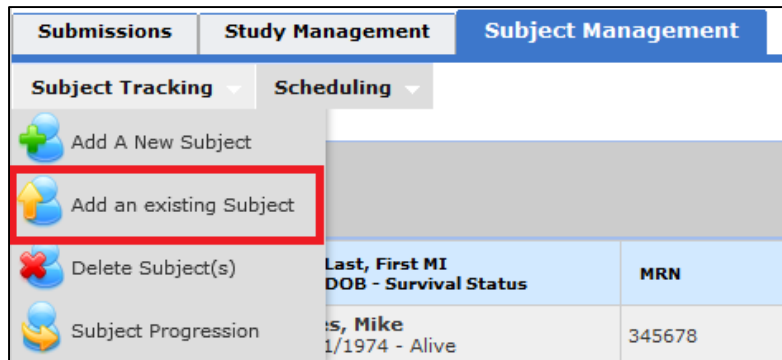 Submissions Study Management Subject Management
Subject Tracking Scheduling
Add A New Subject
Add an existing Subject
Delete Subject(s)
Last, First MI
DOB - Survival Status
MRN
Subject Progression
es, Mike
1/1974 - Alive
345678